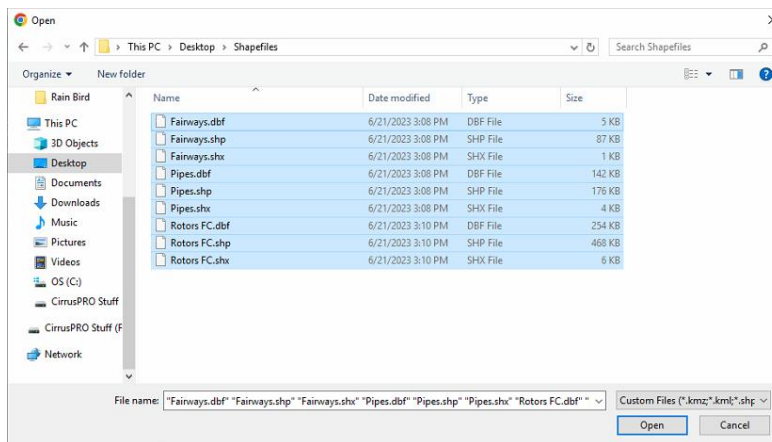 Open
This PC > Desktop > Shapefiles
Search Shapefiles
Organize
New folder
Name Date modified Type Size
Rain Bird
This PC
3D Objects
Desktop
Documents
Downloads
Music
Pictures
Videos
OS (C:)
CirrusPRO Stuff
CirrusPRO Stuff (F
Network
Fairways.dbf 6/21/2023 3:08 PM DBF File 5 KB
Fairways.shp 6/21/2023 3:08 PM SHP File 87 KB
Fairways.shx 6/21/2023 3:08 PM SHX File 1 KB
Pipes.dbf 6/21/2023 3:08 PM DBF File 142 KB
Pipes.shp 6/21/2023 3:08 PM SHP File 176 KB
Pipes.shx 6/21/2023 3:08 PM SHX File 4 KB
Rotors FC.dbf 6/21/2023 3:10 PM DBF File 254 KB
Rotors FC.shp 6/21/2023 3:10 PM SHP File 468 KB
Rotors FC.shx 6/21/2023 3:10 PM SHX File 6 KB
File name: "Fairways.dbf" "Fairways.shp" "Fairways.shx" "Pipes.dbf" "Pipes.shp" "Pipes.shx" "Rotors FC.dbf" "
Custom Files (*.kmz;*.kml;*.shp
Open
Cancel